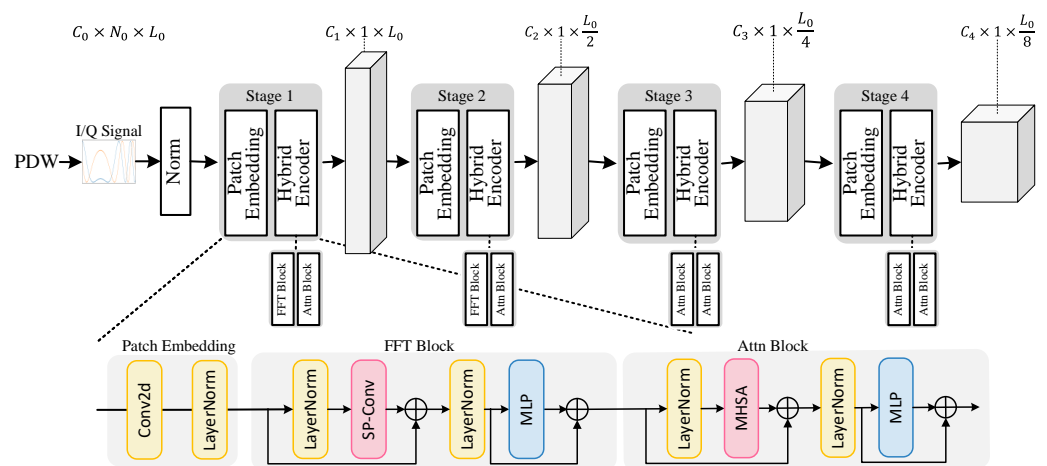 C₀ × N₀ × L₀
C₁ × 1 × L₀
C₂ × 1 × L₀/2
C₃ × 1 × L₀/4
C₄ × 1 × L₀/8
PDW
I/Q Signal
Norm
Stage 1
Patch Embedding
Hybrid Encoder
Stage 2
Patch Embedding
Hybrid Encoder
Stage 3
Patch Embedding
Hybrid Encoder
Stage 4
Patch Embedding
Hybrid Encoder
FFT Block
Attn Block
FFT Block
Attn Block
Attn Block
Attn Block
Attn Block
Attn Block
Patch Embedding
FFT Block
Attn Block
Conv2d
LayerNorm
LayerNorm
SP-Conv
LayerNorm
MLP
LayerNorm
MHSA
LayerNorm
MLP